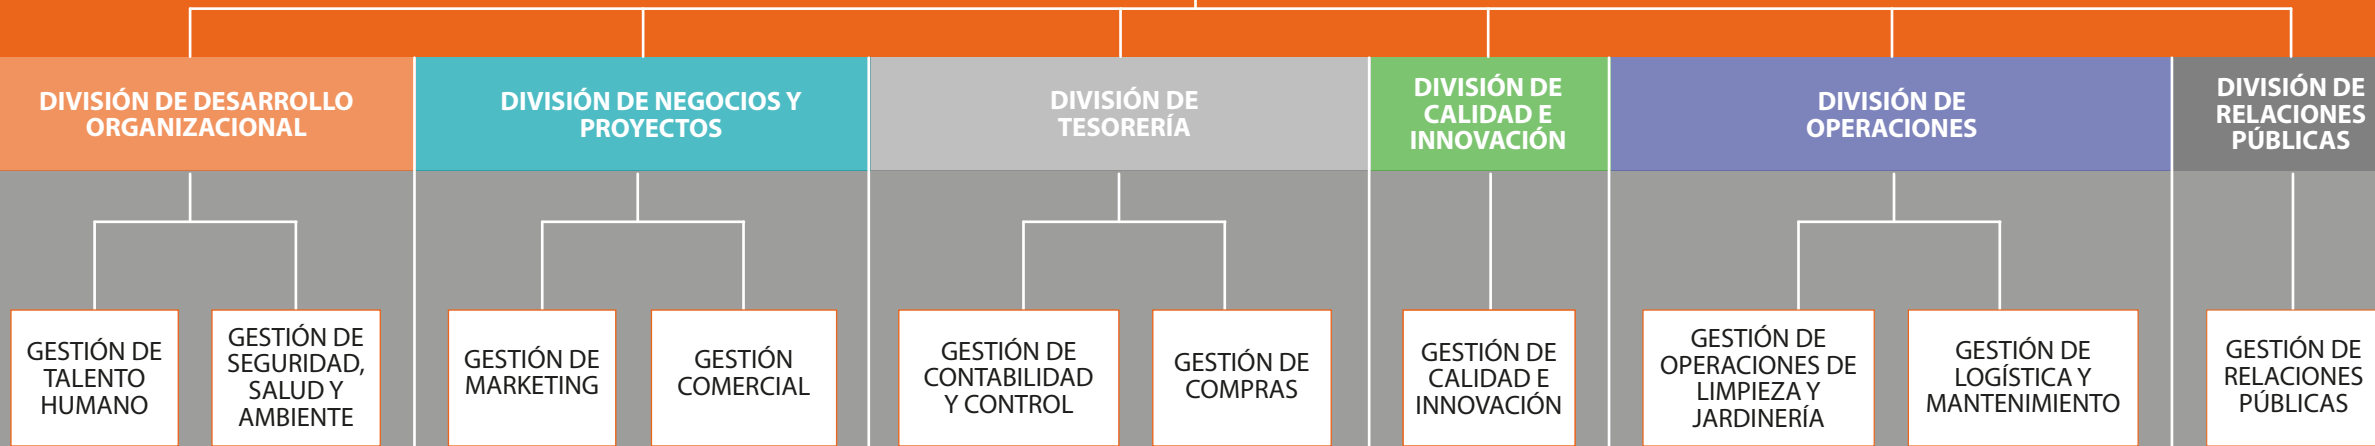 DIVISIÓN DE DESARROLLO
ORGANIZACIONAL
DIVISIÓN DE NEGOCIOS Y
PROYECTOS
DIVISIÓN DE
TESORERÍA
DIVISIÓN DE
CALIDAD E
INNOVACIÓN
DIVISIÓN DE
OPERACIONES
DIVISIÓN DE
RELACIONES
PÚBLICAS
GESTIÓN DE
TALENTO
HUMANO
GESTIÓN DE
SEGURIDAD,
SALUD Y
AMBIENTE
GESTIÓN DE
MARKETING
GESTIÓN
COMERCIAL
GESTIÓN DE
CONTABILIDAD
Y CONTROL
GESTIÓN DE
COMPRAS
GESTIÓN DE
CALIDAD E
INNOVACIÓN
GESTIÓN DE
OPERACIONES DE
LIMPIEZA Y
JARDINERÍA
GESTIÓN DE
LOGÍSTICA Y
MANTENIMIENTO
GESTIÓN DE
RELACIONES
PÚBLICAS